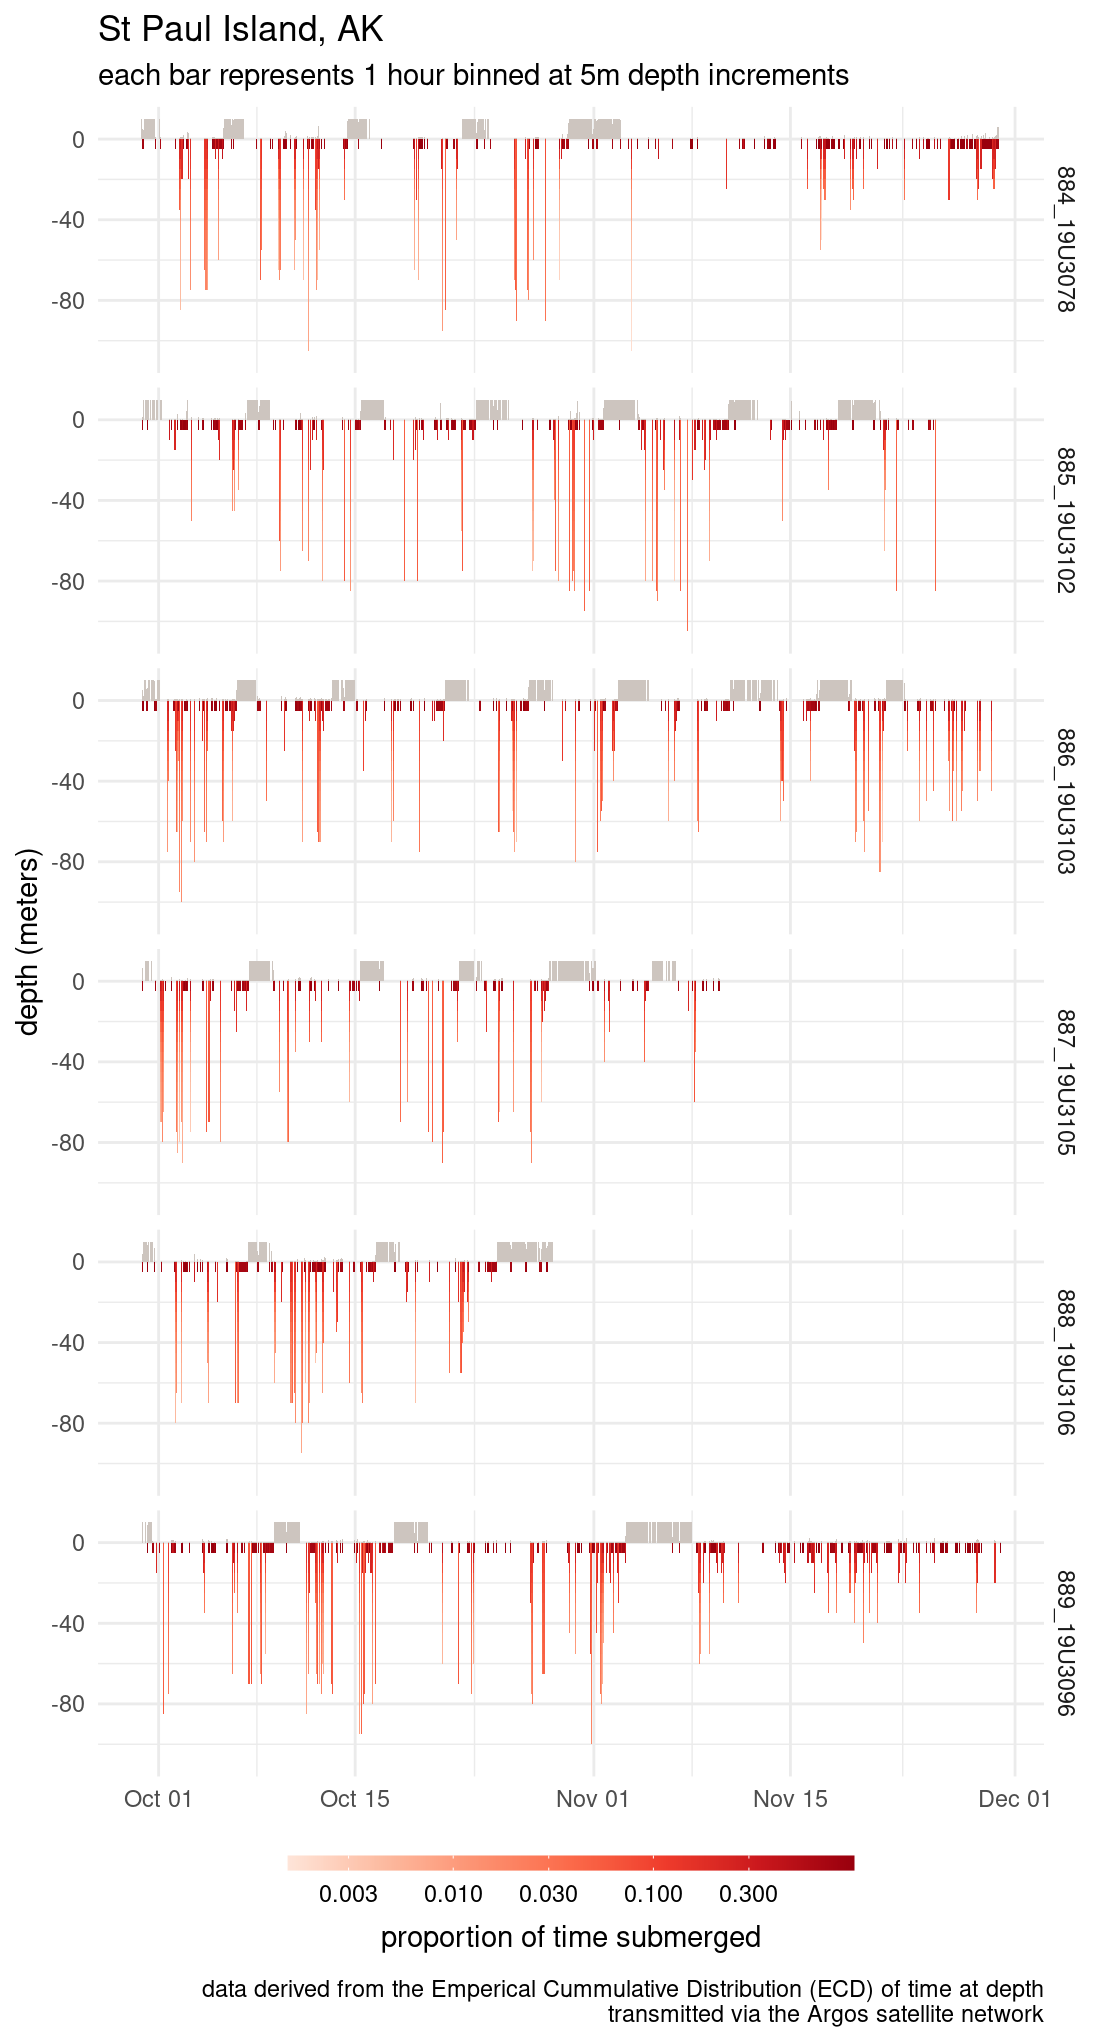 St Paul Island, AK
each bar represents 1 hour binned at 5m depth increments
0
-40
-80
884_19U3078
0
-40
-80
885_19U3102
0
-40
-80
886_19U3103
depth (meters)
0
-40
-80
887_19U3105
0
-40
-80
888_19U3106
0
-40
-80
889_19U3096
Oct 01 Oct 15 Nov 01 Nov 15 Dec 01
0.003 0.010 0.030 0.100 0.300
proportion of time submerged
data derived from the Emperical Cummulative Distribution (ECD) of time at depth
transmitted via the Argos satellite network